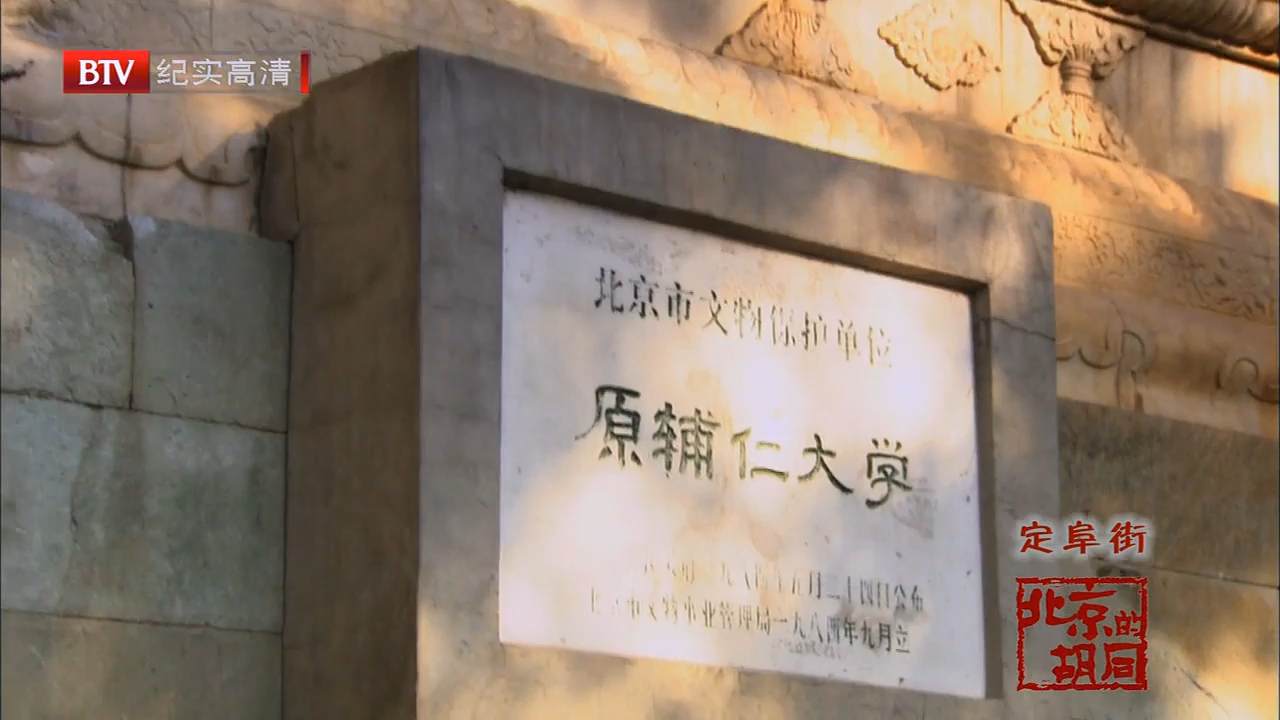 BTV 纪实高清
北京市文物保护单位
原辅仁大学
一九八四年五月二十四日公布
北京市文物事业管理局一九八四年九月立
定阜街
北京的
胡同